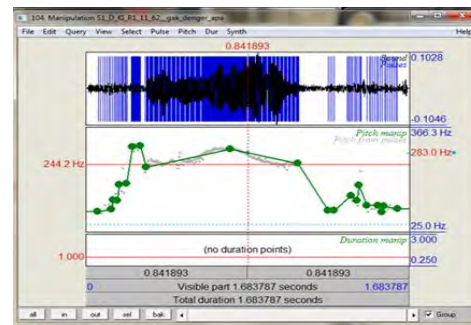 104. Manipulation S1_D_IG_R1_11_62__gak_denger_apa
File Edit Query View Select Pulse Pitch Dur Synth Help
0.841893
Sound
Pulses
0.1028
-0.1046
Pitch manip
Pitch from pulses
366.3 Hz
283.0 Hz
244.2 Hz
25.0 Hz
Duration manip
3.000
(no duration points)
1.000
0.250
0.841893 0.841893
0 Visible part 1.683787 seconds 1.683787
Total duration 1.683787 seconds
all in out sel bak Group